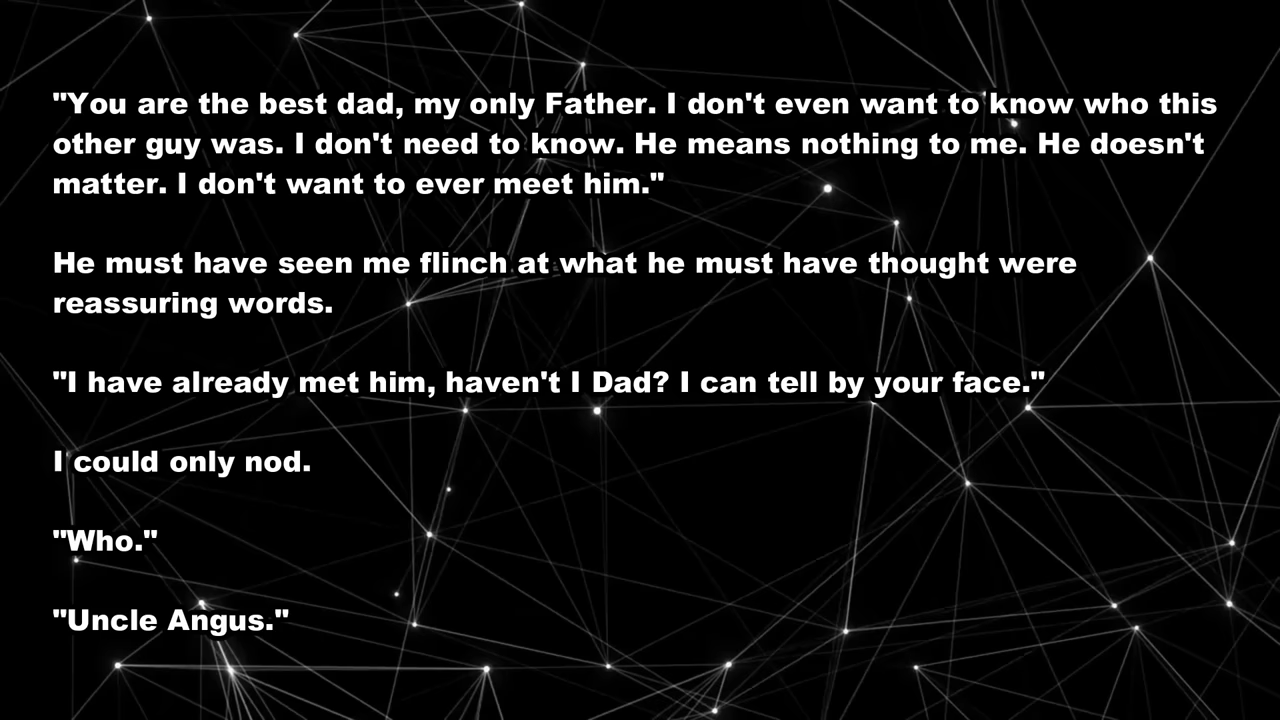 "You are the best dad, my only Father. I don't even want to know who this
other guy was. I don't need to know. He means nothing to me. He doesn't
matter. I don't want to ever meet him."
He must have seen me flinch at what he must have thought were
reassuring words.
"I have already met him, haven't I Dad? I can tell by your face."
I could only nod.
"Who."
"Uncle Angus."